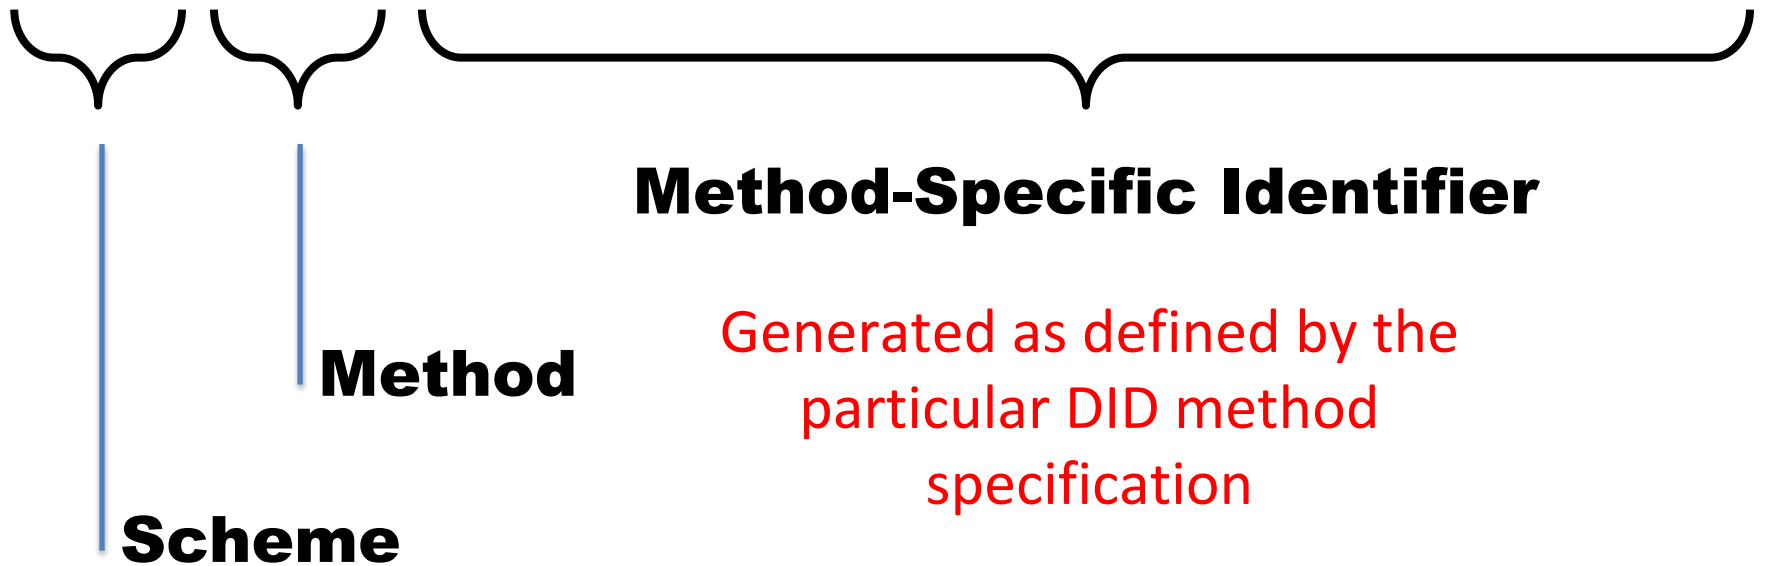 Method-Specific Identifier
Generated as defined by the
particular DID method
specification
Method
Scheme